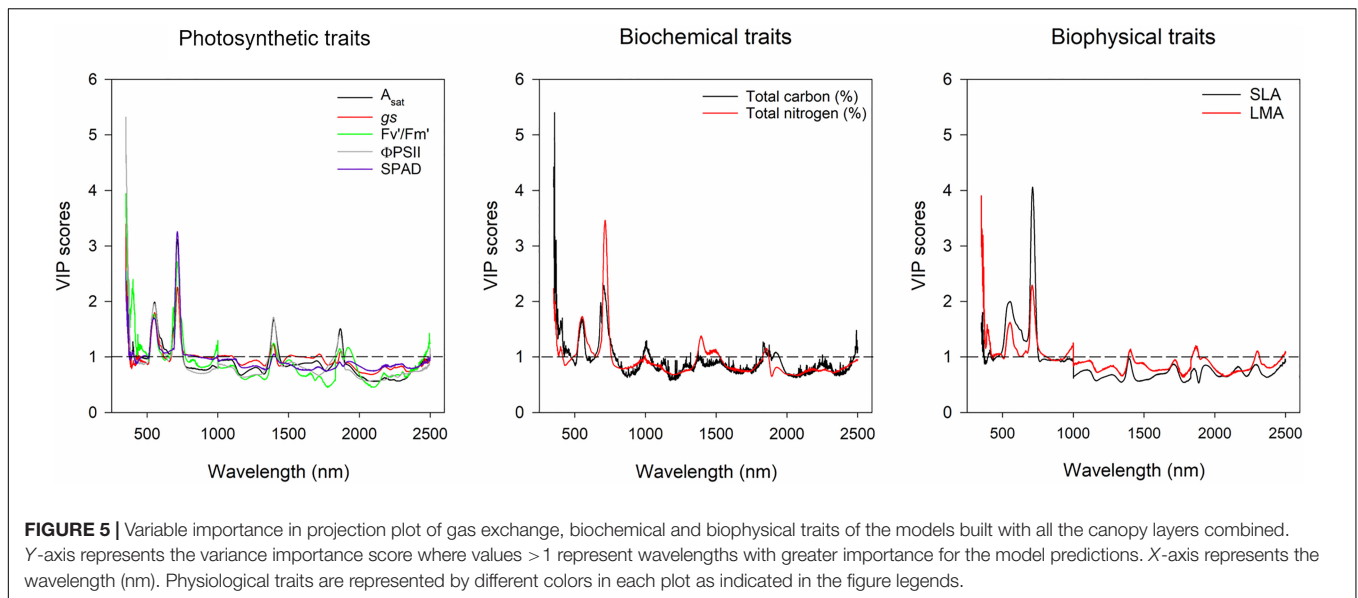 Photosynthetic traits
Biochemical traits
Biophysical traits
6
5
4
3
2
1
0
VIP scores
A_sat
gs
Fv'/Fm'
ΦPSII
SPAD
500
1000
1500
2000
2500
Wavelength (nm)
6
5
4
3
2
1
0
VIP scores
Total carbon (%)
Total nitrogen (%)
500
1000
1500
2000
2500
Wavelength (nm)
6
5
4
3
2
1
0
VIP scores
SLA
LMA
500
1000
1500
2000
2500
Wavelength (nm)
FIGURE 5 | Variable importance in projection plot of gas exchange, biochemical and biophysical traits of the models built with all the canopy layers combined.
Y-axis represents the variance importance score where values >1 represent wavelengths with greater importance for the model predictions. X-axis represents the
wavelength (nm). Physiological traits are represented by different colors in each plot as indicated in the figure legends.